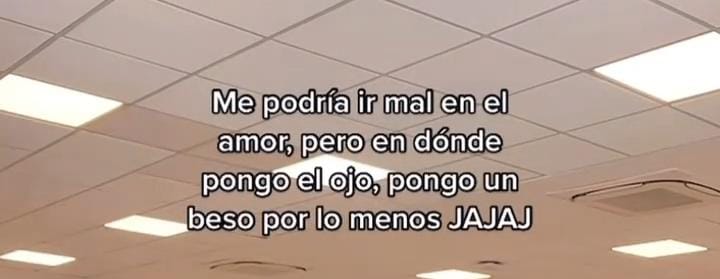 Me podría ir mal en el
amor, pero en dónde
pongo el ojo, pongo un
beso por lo menos JAJAJ